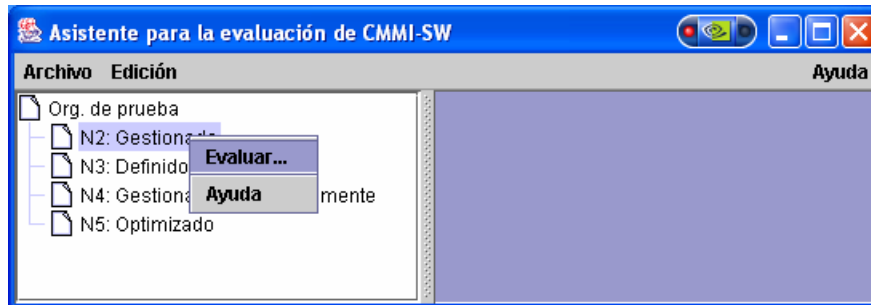 Asistente para la evaluación de CMMI-SW
Archivo Edición Ayuda
Org. de prueba
N2: Gestionado
N3: Definido
N4: Gestiona mente
N5: Optimizado
Evaluar...
Ayuda